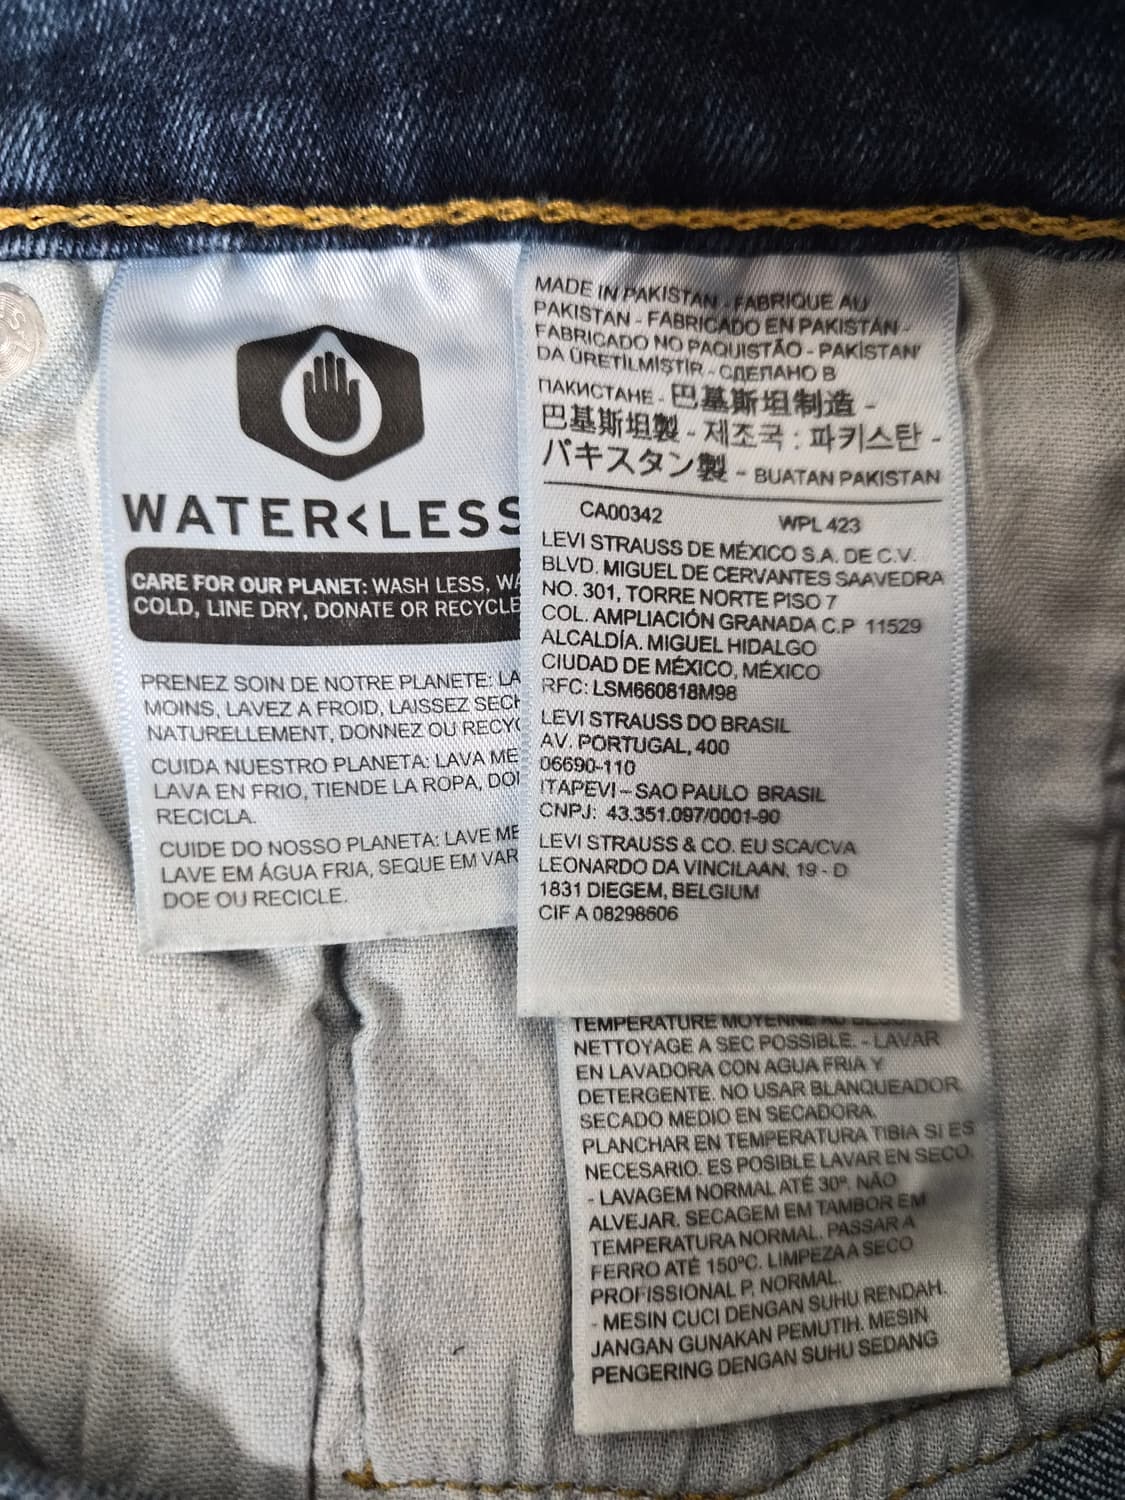 WATER<LESS
CARE FOR OUR PLANET: WASH LESS,
COLD, LINE DRY, DONATE OR RECYCLE
PRENEZ SOIN DE NOTRE PLANETE:
MOINS, LAVEZ A FROID, LAISSEZ
NATURELLEMENT, DONNEZ OU
CUIDA NUESTRO PLANETA: LAVA
LAVA EN FRIO, TIENDE LA ROPA,
RECICLA.
CUIDE DO NOSSO PLANETA: LAVE
LAVE EM ÁGUA FRIA, SEQUE EM
DOE OU RECICLE.
MADE IN PAKISTAN - FABRIQUE AU
PAKISTAN - FABRICADO EN PAKISTÁN -
FABRICADO NO PAQUISTÃO - PAKİSTAN'
DA ÜRETİLMİŞTİR - СДЕЛАНО В
ПАКИСТАНЕ - 巴基斯坦制造 -
巴基斯坦製 - 제조국 : 파키스탄 -
パキスタン製 - BUATAN PAKISTAN
CA00342 WPL 423
LEVI STRAUSS DE MÉXICO S.A. DE C.V.
BLVD. MIGUEL DE CERVANTES SAAVEDRA
NO. 301, TORRE NORTE PISO 7
COL. AMPLIACIÓN GRANADA C.P 11529
ALCALDÍA. MIGUEL HIDALGO
CIUDAD DE MÉXICO, MÉXICO
RFC: LSM660818M98
LEVI STRAUSS DO BRASIL
AV. PORTUGAL, 400
06690-110
ITAPEVI – SAO PAULO BRASIL
CNPJ: 43.351.097/0001-90
LEVI STRAUSS & CO. EU SCA/CVA
LEONARDO DA VINCILAAN, 19 - D
1831 DIEGEM, BELGIUM
CIF A 08298606
TEMPERATURE MOYENNE AU
NETTOYAGE A SEC POSSIBLE. - LAVAR
EN LAVADORA CON AGUA FRIA Y
DETERGENTE. NO USAR BLANQUEADOR.
SECADO MEDIO EN SECADORA.
PLANCHAR EN TEMPERATURA TIBIA SI ES
NECESARIO. ES POSIBLE LAVAR EN SECO.
- LAVAGEM NORMAL ATÉ 30º. NÃO
ALVEJAR. SECAGEM EM TAMBOR EM
TEMPERATURA NORMAL. PASSAR A
FERRO ATÉ 150ºC. LIMPEZA A SECO
PROFISSIONAL P. NORMAL.
- MESIN CUCI DENGAN SUHU RENDAH.
JANGAN GUNAKAN PEMUTIH. MESIN
PENGERING DENGAN SUHU SEDANG